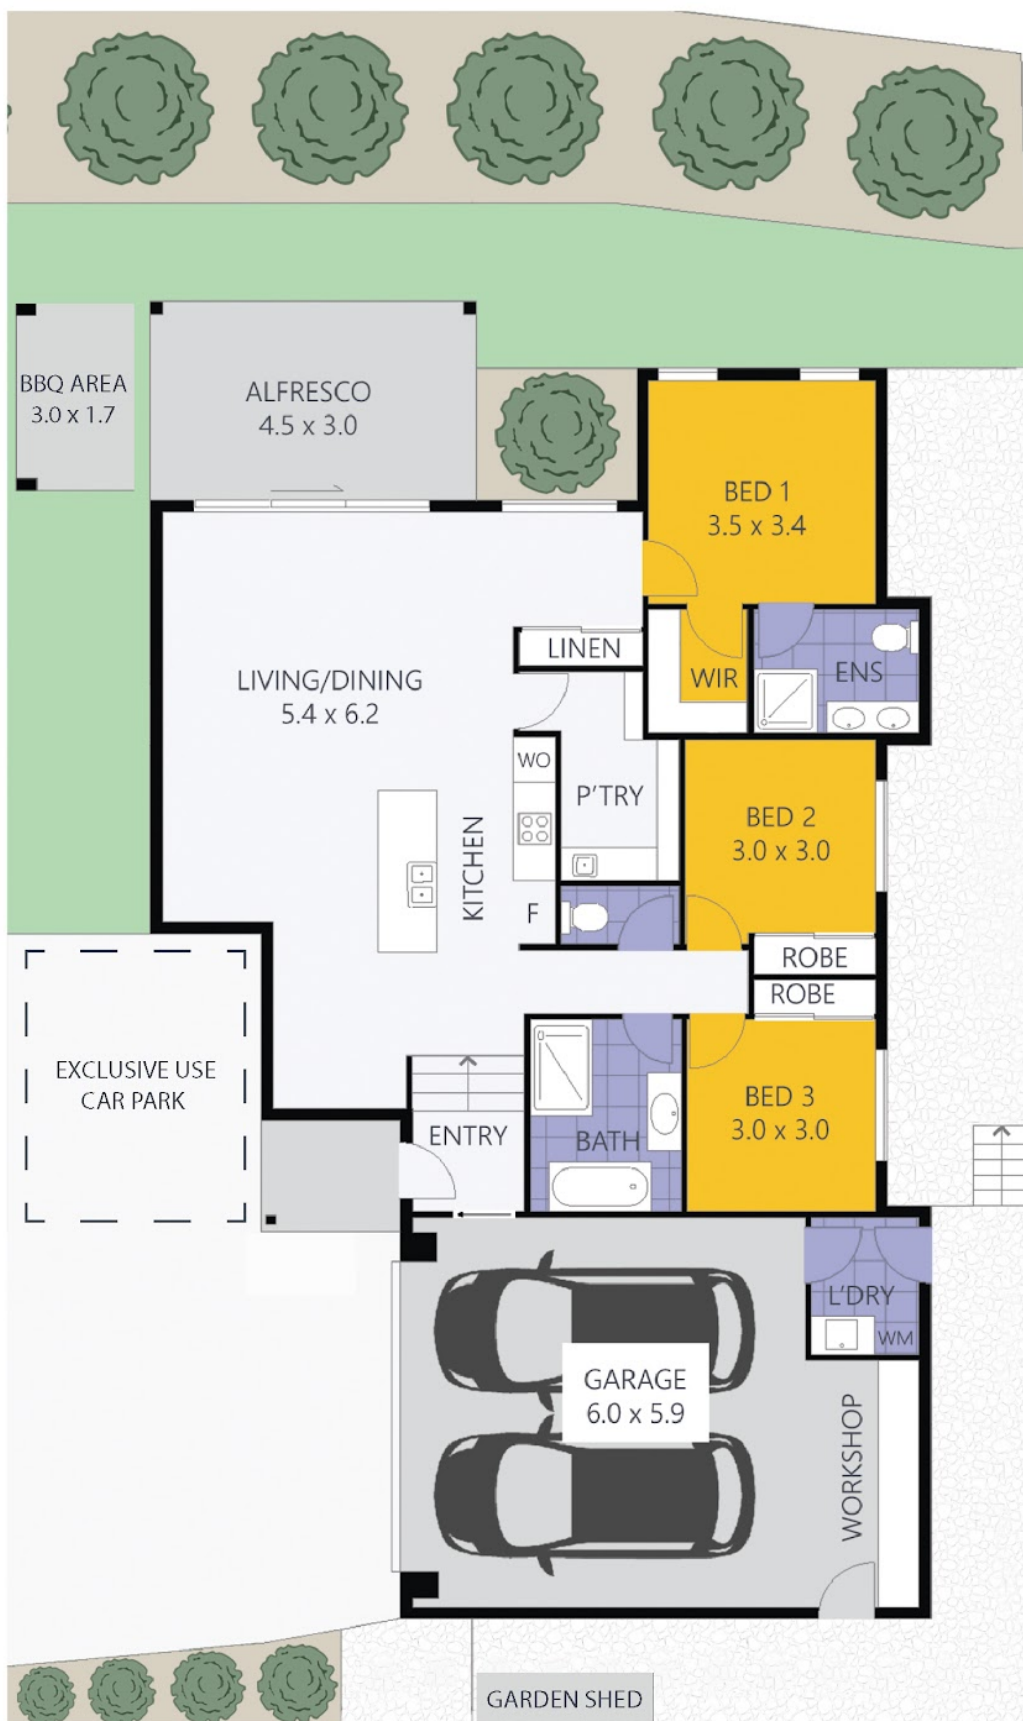 BBQ AREA
3.0 x 1.7
ALFRESCO
4.5 x 3.0
BED 1
3.5 x 3.4
LINEN
WIR
ENS
LIVING/DINING
5.4 x 6.2
WO
P'TRY
KITCHEN
BED 2
3.0 x 3.0
F
ROBE
ROBE
EXCLUSIVE USE
CAR PARK
ENTRY
BATH
BED 3
3.0 x 3.0
L'DRY
WM
GARAGE
6.0 x 5.9
WORKSHOP
GARDEN SHED